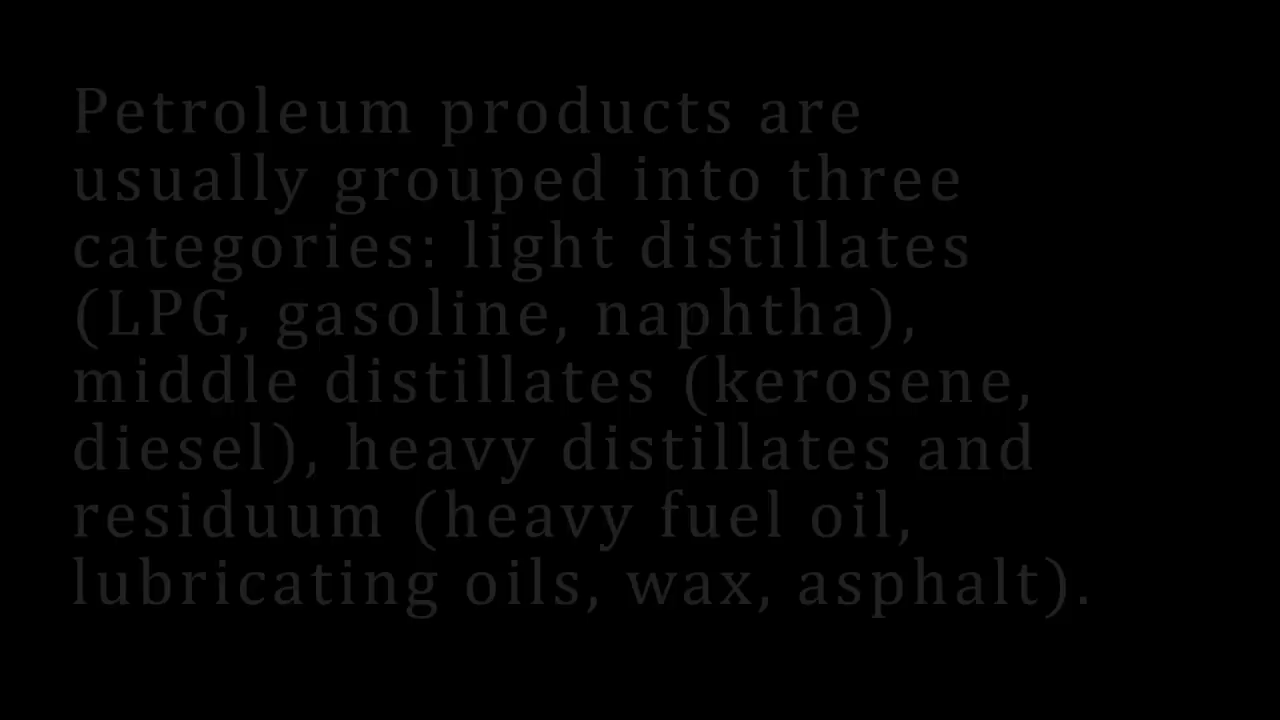 Petroleum products are
usually grouped into three
categories: light distillates
(LPG, gasoline, naphtha),
middle distillates (kerosene,
diesel), heavy distillates and
residuum (heavy fuel oil,
lubricating oils, wax, asphalt).